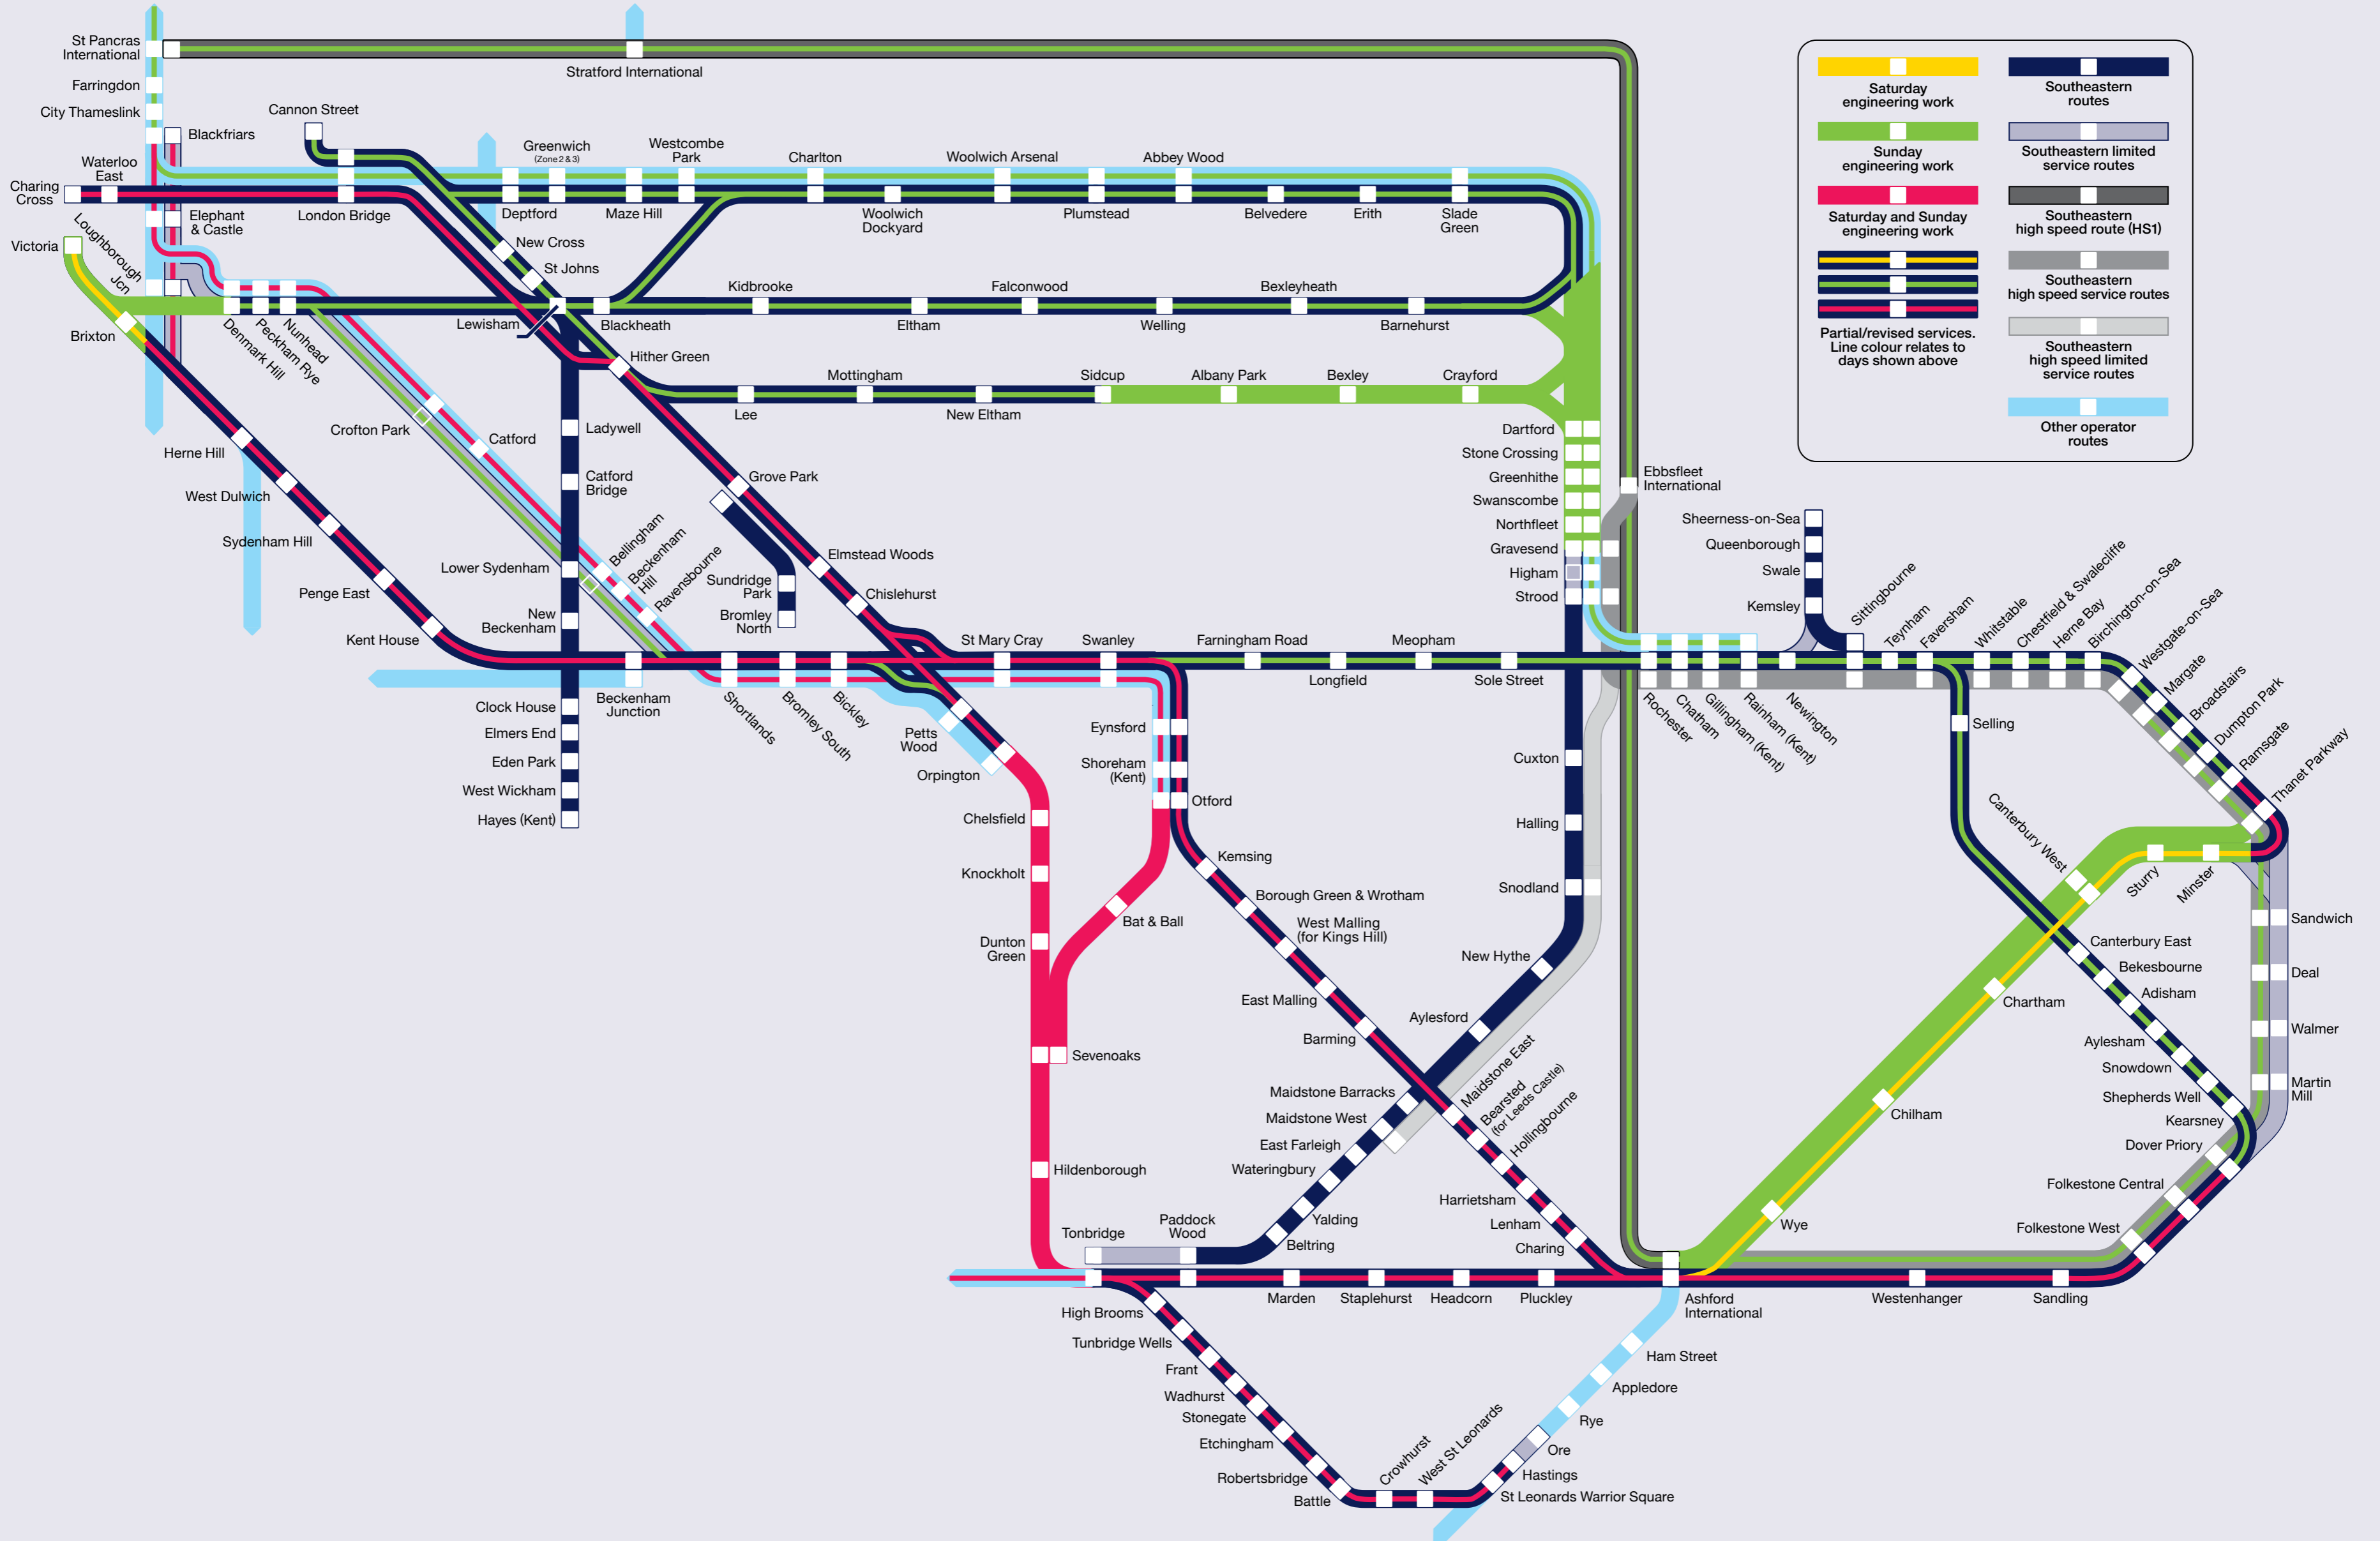 St Pancras
International
Stratford International
Farringdon
City Thameslink
Blackfriars
Cannon Street
Waterloo
East
Charing
Cross
Elephant
& Castle
London Bridge
Loughborough
Jcn
Victoria
Brixton
Greenwich
(Zone 2 & 3)
Westcombe
Park
Charlton
Woolwich Arsenal
Abbey Wood
Deptford
Maze Hill
Woolwich
Dockyard
Plumstead
Belvedere
Erith
Slade
Green
New Cross
St Johns
Lewisham
Blackheath
Kidbrooke
Eltham
Falconwood
Welling
Bexleyheath
Barnehurst
Denmark Hill
Peckham Rye
Nunhead
Hither Green
Lee
Mottingham
New Eltham
Sidcup
Albany Park
Bexley
Crayford
Crofton Park
Catford
Ladywell
Catford
Bridge
Herne Hill
West Dulwich
Sydenham Hill
Penge East
Kent House
Lower Sydenham
New
Beckenham
Bellingham
Beckenham
Hill
Ravensbourne
Grove Park
Sundridge
Park
Bromley
North
Elmstead Woods
Chislehurst
Dartford
Stone Crossing
Greenhithe
Swanscombe
Northfleet
Gravesend
Higham
Strood
Ebbsfleet
International
Sheerness-on-Sea
Queenborough
Swale
Kemsley
Sittingbourne
Teynham
Faversham
Whitstable
Chestfield & Swalecliffe
Herne Bay
Birchington-on-Sea
Westgate-on-Sea
Margate
Broadstairs
Dumpton Park
Ramsgate
Thanet Parkway
St Mary Cray
Swanley
Farningham Road
Longfield
Meopham
Sole Street
Rochester
Chatham
Gillingham (Kent)
Rainham (Kent)
Newington
Selling
Beckenham
Junction
Shortlands
Bromley South
Bickley
Clock House
Elmers End
Eden Park
West Wickham
Hayes (Kent)
Petts
Wood
Orpington
Chelsfield
Knockholt
Dunton
Green
Sevenoaks
Hildenborough
Eynsford
Shoreham
(Kent)
Otford
Bat & Ball
Kemsing
Borough Green & Wrotham
West Malling
(for Kings Hill)
East Malling
Barming
Maidstone East
Bearsted
(for Leeds Castle)
Hollingbourne
Harrietsham
Lenham
Charing
Cuxton
Halling
Snodland
New Hythe
Aylesford
Maidstone Barracks
Maidstone West
East Farleigh
Wateringbury
Yalding
Beltring
Paddock
Wood
Tonbridge
Marden
Staplehurst
Headcorn
Pluckley
Ashford
International
Westenhanger
Sandling
Folkestone West
Folkestone Central
Dover Priory
Kearsney
Shepherds Well
Snowdown
Aylesham
Adisham
Bekesbourne
Canterbury East
Canterbury West
Sturry
Minster
Chartham
Chilham
Wye
Sandwich
Deal
Walmer
Martin
Mill
High Brooms
Tunbridge Wells
Frant
Wadhurst
Stonegate
Etchingham
Robertsbridge
Battle
Crowhurst
West St Leonards
St Leonards Warrior Square
Hastings
Ore
Rye
Appledore
Ham Street
Saturday
engineering work
Sunday
engineering work
Saturday and Sunday
engineering work
Partial/revised services.
Line colour relates to
days shown above
Southeastern
routes
Southeastern limited
service routes
Southeastern
high speed route (HS1)
Southeastern
high speed service routes
Southeastern
high speed limited
service routes
Other operator
routes